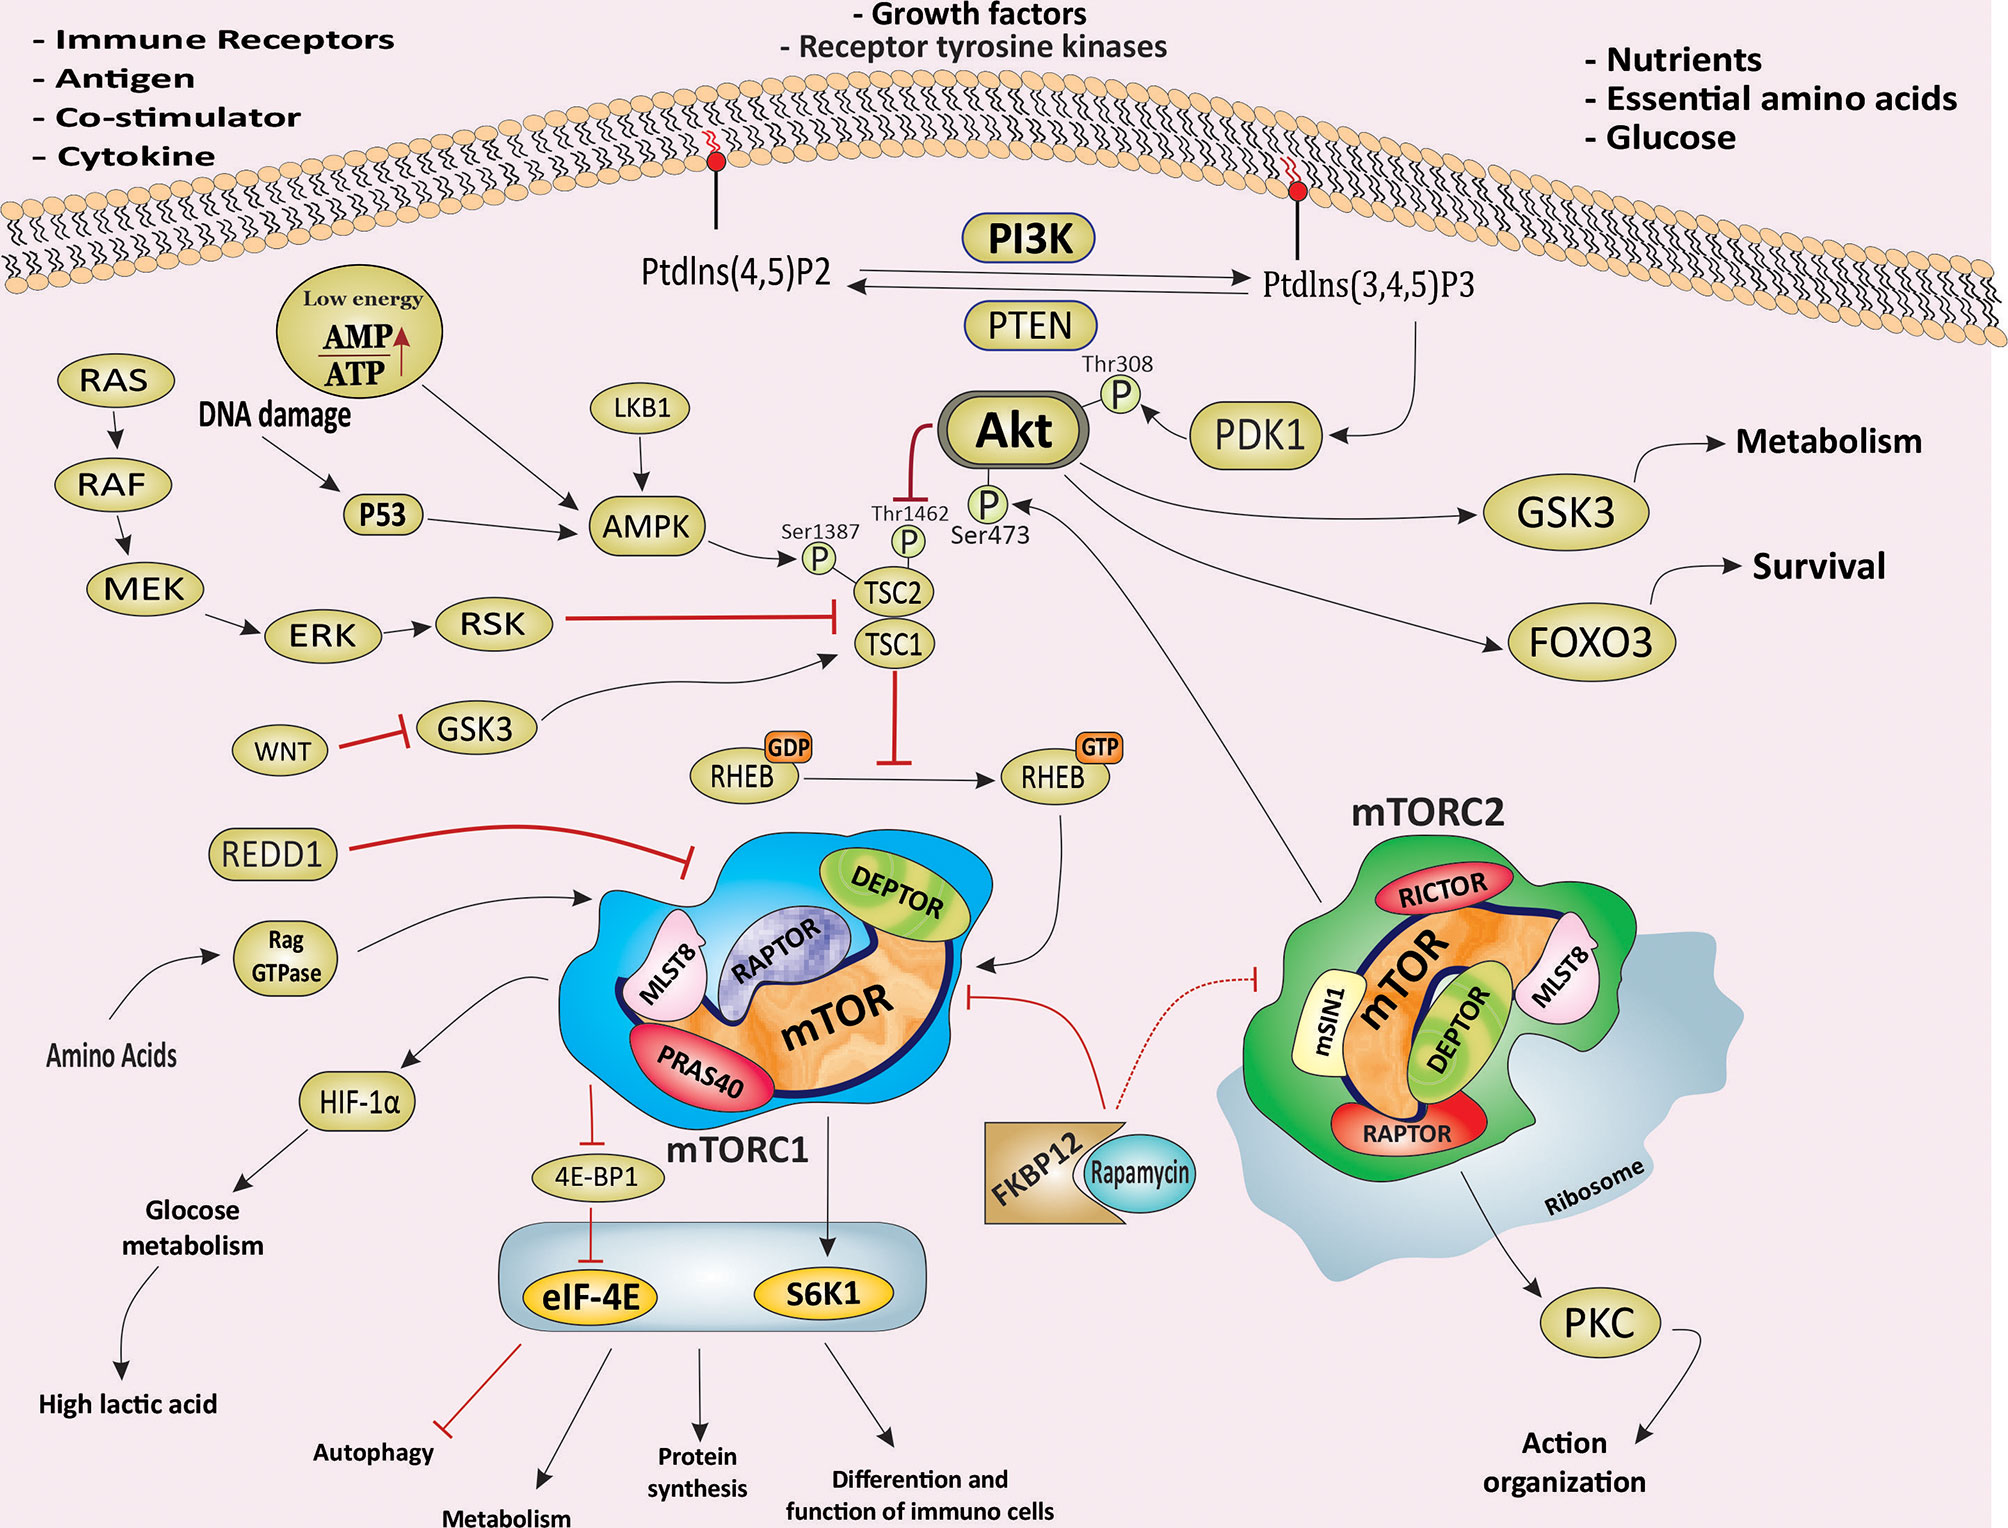 - Immune Receptors
- Antigen
- Co-stimulator
- Cytokine
- Growth factors
- Receptor tyrosine kinases
- Nutrients
- Essential amino acids
- Glucose
PtdIns(4,5)P2
PI3K
PTEN
PtdIns(3,4,5)P3
Low energy
AMP
ATP
RAS
DNA damage
LKB1
Thr308
P
Akt
PDK1
Metabolism
RAF
P53
AMPK
Ser1387
P
Thr1462
P
P
Ser473
GSK3
Survival
MEK
TSC2
ERK
RSK
TSC1
FOXO3
WNT
GSK3
RHEB
GDP
RHEB
GTP
REDD1
mTORC2
Rag
GTPase
Amino Acids
DEPTOR
RAPTOR
MLST8
mTOR
PRAS40
mTORC1
RICTOR
mTOR
MLST8
mSIN1
DEPTOR
RAPTOR
Ribosome
HIF-1α
4E-BP1
FKBP12
Rapamycin
Glocose
metabolism
eIF-4E
S6K1
PKC
High lactic acid
Autophagy
Metabolism
Protein
synthesis
Differention and
function of immuno cells
Action
organization